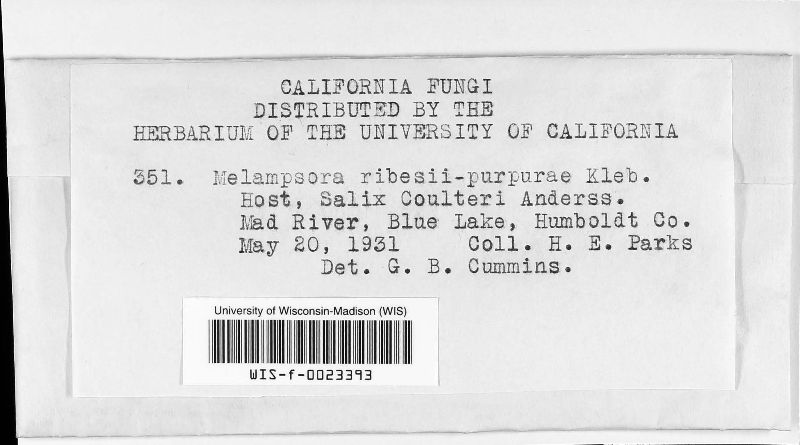 CALIFORNIA FUNGI
DISTRIBUTED BY THE
HERBARIUM OF THE UNIVERSITY OF CALIFORNIA
351. Melampsora ribesii-purpurae Kleb.
Host, Salix Coulteri Anderss.
Mad River, Blue Lake, Humboldt Co.
May 20, 1931 Coll. H. E. Parks
Det. G. B. Cummins.
University of Wisconsin-Madison (WIS)
WIS-f-0023393